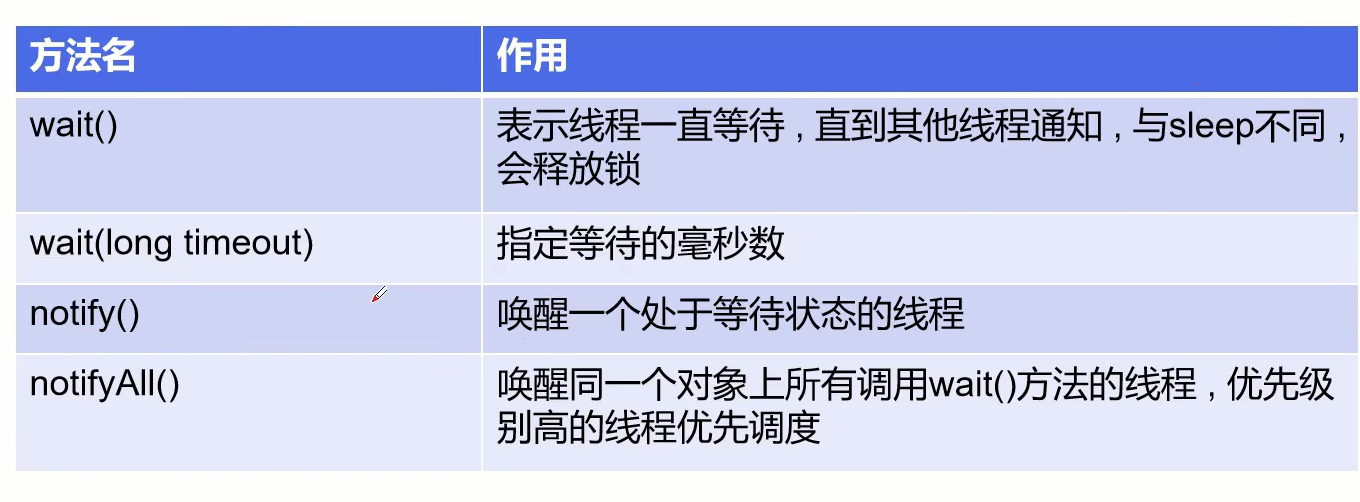 方法名
作用
wait()
表示线程一直等待，直到其他线程通知，与sleep不同，
会释放锁
wait(long timeout)
指定等待的毫秒数
notify()
唤醒一个处于等待状态的线程
notifyAll()
唤醒同一个对象上所有调用wait()方法的线程，优先级
别高的线程优先调度